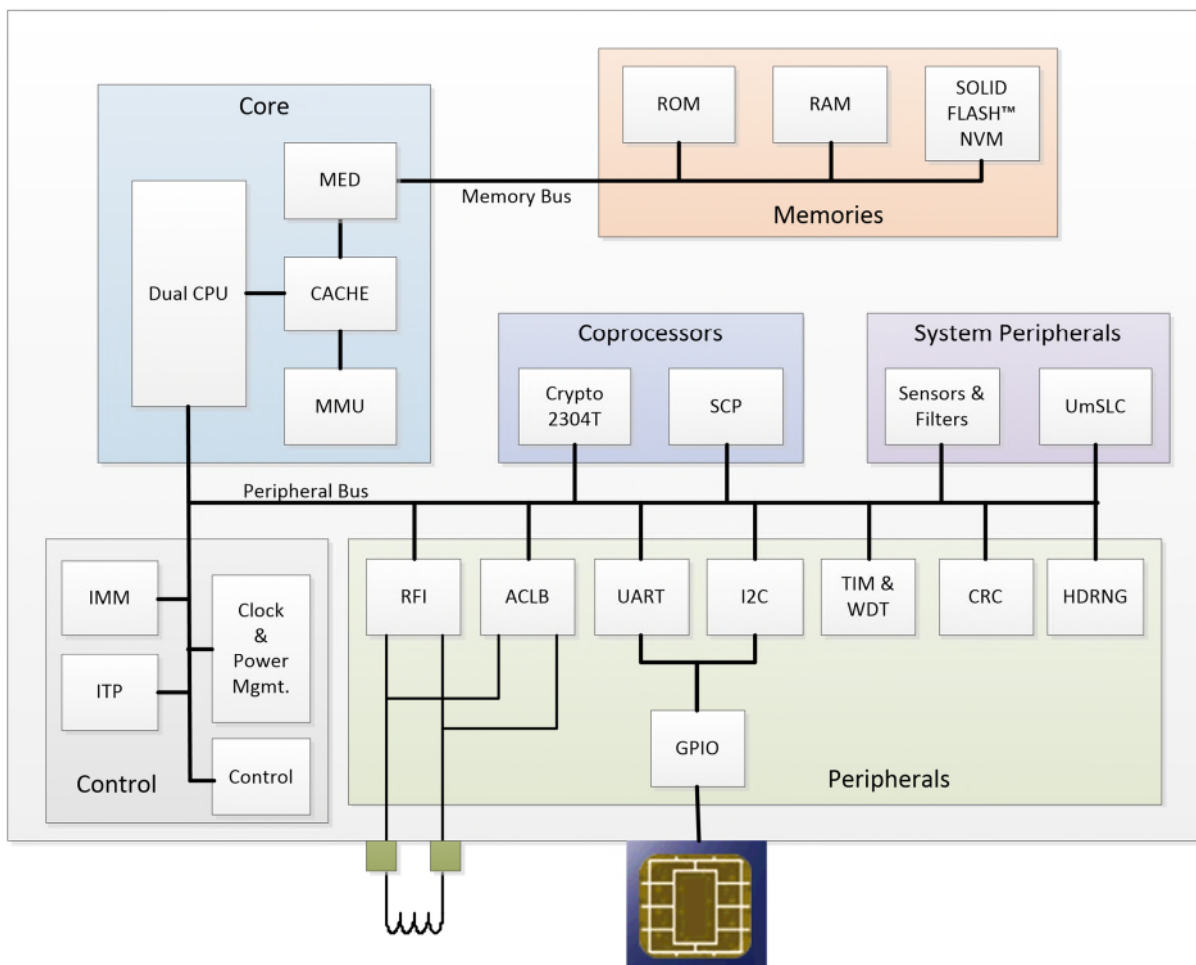 Core
MED
Dual CPU
CACHE
MMU
Memory Bus
ROM
RAM
SOLID
FLASH™
NVM
Memories
Coprocessors
Crypto
2304T
SCP
System Peripherals
Sensors &
Filters
UmSLC
Peripheral Bus
IMM
Clock
&
Power
Mgmt.
ITP
Control
Control
RFI
ACLB
UART
I2C
TIM &
WDT
CRC
HDRNG
GPIO
Peripherals